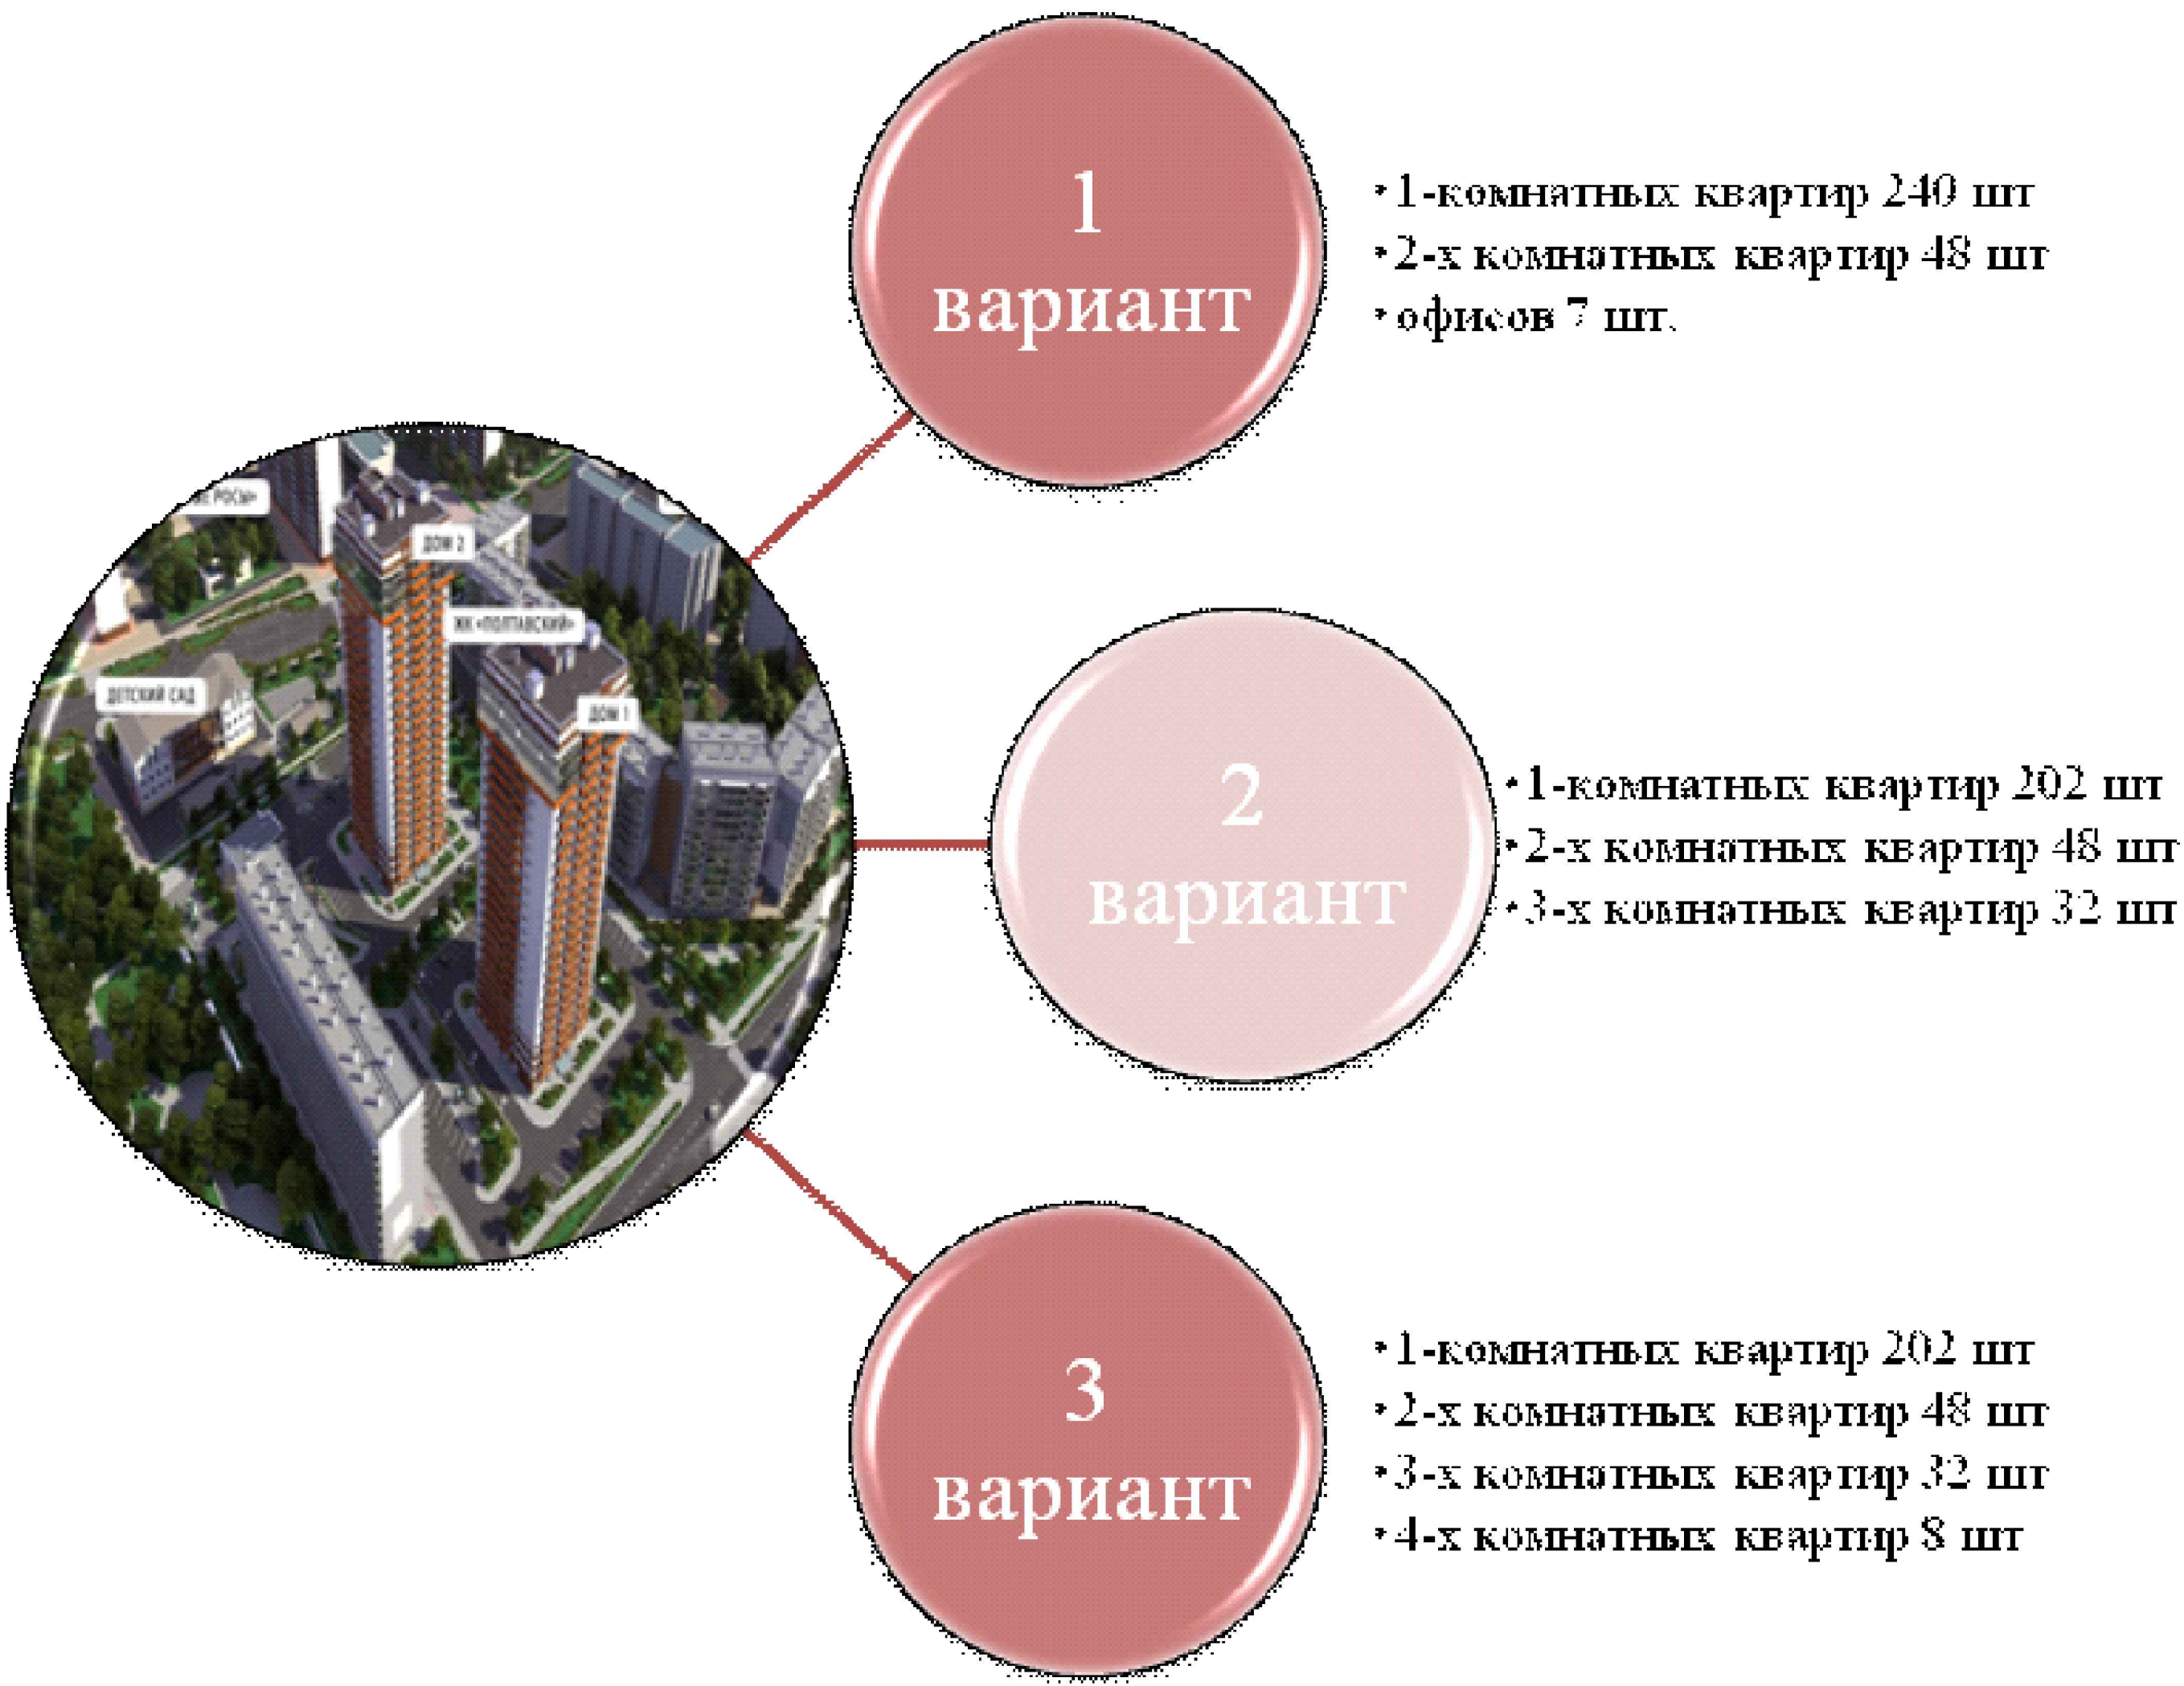 1
вариант
•1-комнатных квартир 240 шт
•2-х комнатных квартир 48 шт
•офисов 7 шт.
РОСЫ»
ДОМ 2
ЖК «ПОЛТАВСКИЙ»
ДЕТСКИЙ САД
ДОМ 1
2
вариант
•1-комнатных квартир 202 шт
•2-х комнатных квартир 48 шт
•3-х комнатных квартир 32 шт
3
вариант
•1-комнатных квартир 202 шт
•2-х комнатных квартир 48 шт
•3-х комнатных квартир 32 шт
•4-х комнатных квартир 8 шт